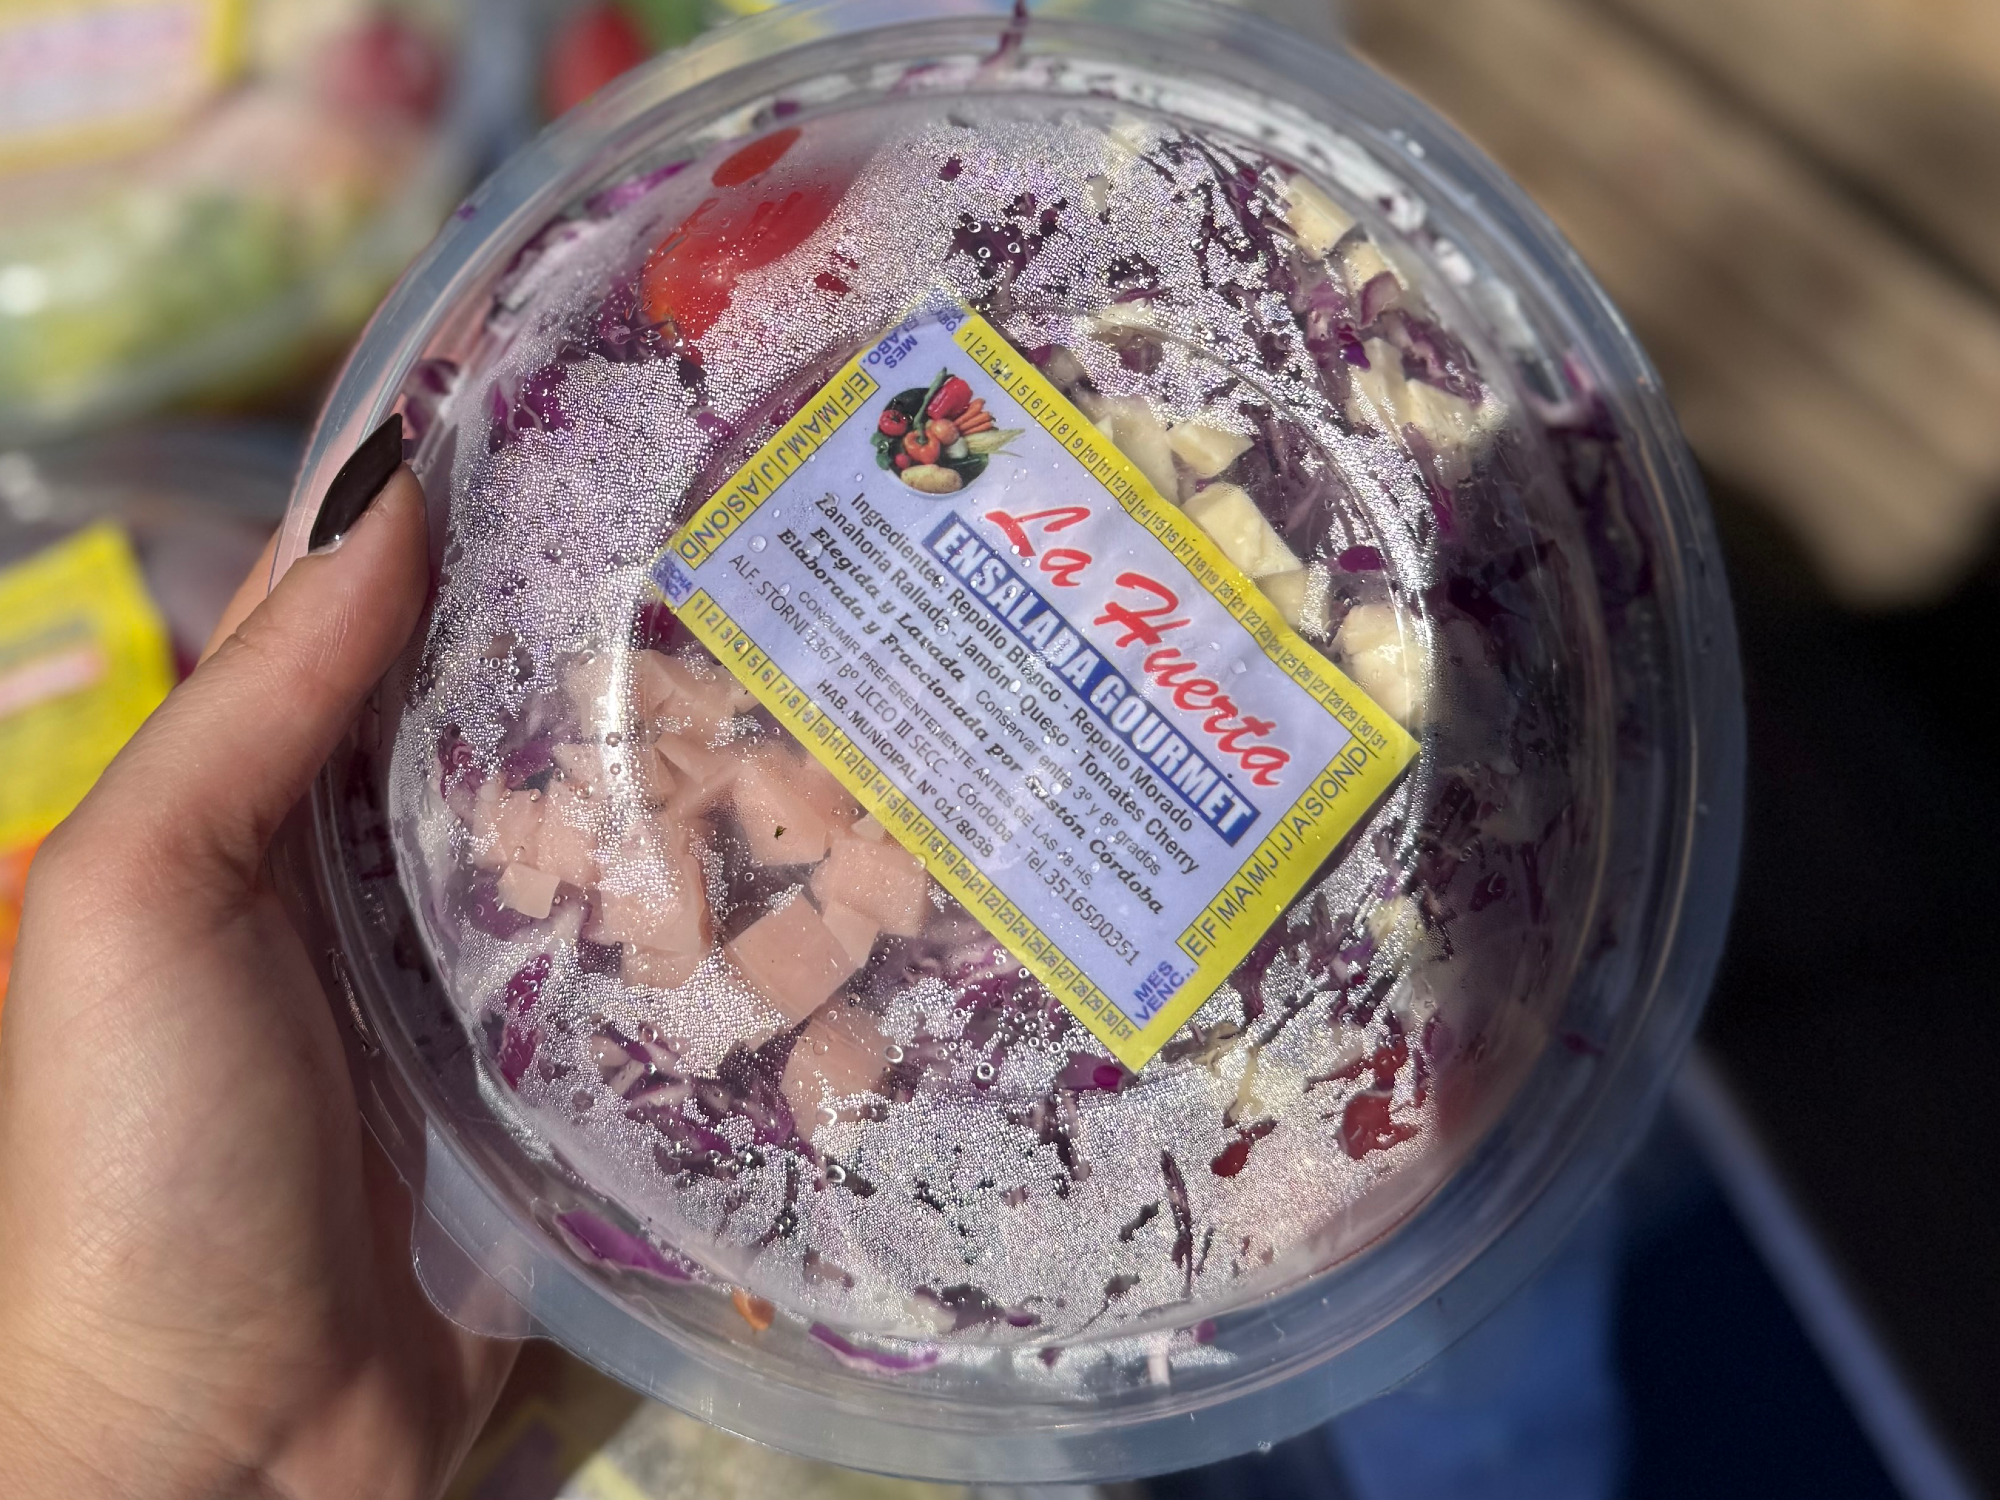 MES
ELABO.
E F M A M J J A S O N D
1 2 3 4 5 6 7 8 9 10 11 12 13 14 15 16 17 18 19 20 21 22 23 24 25 26 27 28 29 30 31
La Huerta
ENSALADA GOURMET
Ingredientes Repollo Blanco - Repollo Morado
Zanahoria Rallada - Jamón - Queso - Tomates Cherry
Elegida y Lavada Conservar entre 3º y 8º grados
Elaborada y Fraccionada por Gastón Córdoba
CONSUMIR PREFERENTEMENTE ANTES DE LAS 48 HS.
ALF. STORNI 1367 Bº LICEO III SECC. - Córdoba - Tel. 3516500351
HAB. MUNICIPAL Nº 01/8038
1 2 3 4 5 6 7 8 9 10 11 12 13 14 15 16 17 18 19 20 21 22 23 24 25 26 27 28 29 30 31
E F M A M J J A S O N D
MES
VENC.